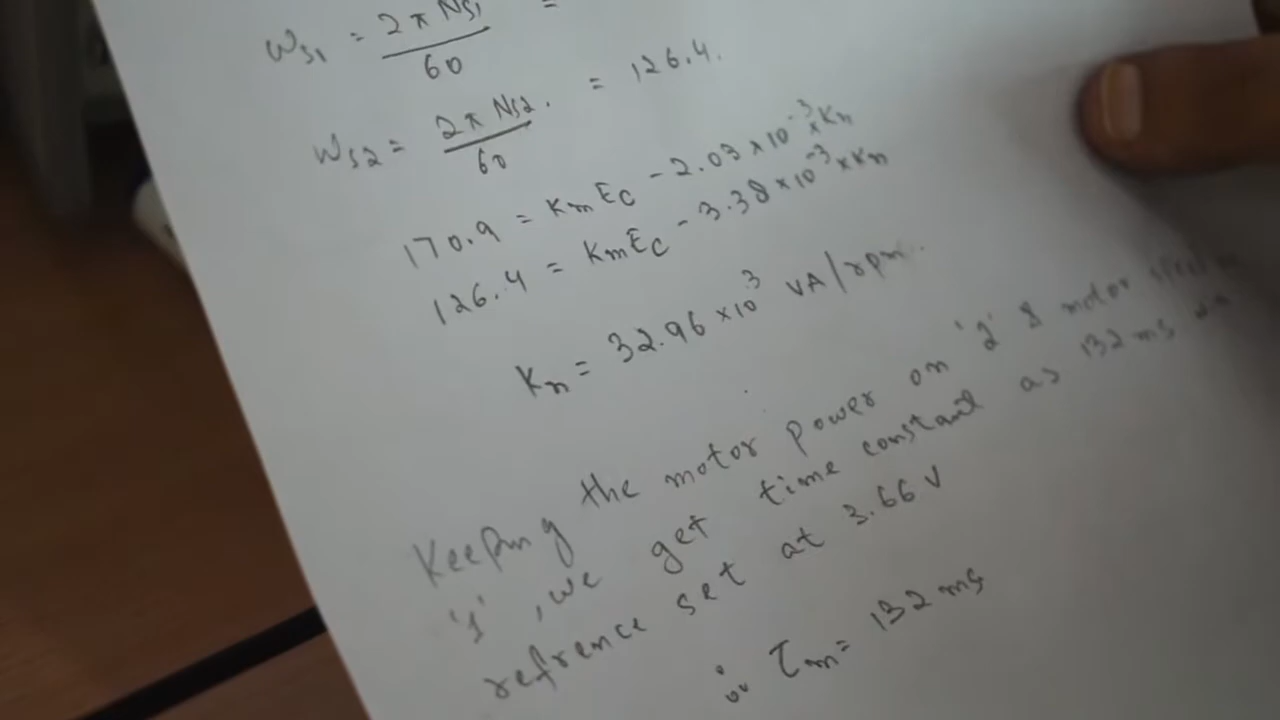 ωs1 = 2π Ns1 / 60 =
ωs2 = 2π Ns2. / 60 = 126.4.
170.9 = KmEc - 2.03 × 10^-3 × Kn
126.4 = KmEc - 3.38 × 10^-3 × Kn
Kn = 32.96 × 10^3 VA/rpm.
Keeping the motor power on '2' & motor
'1', we get time constant as 132 ms
refrence set at 3.66 V
∴ τm = 132 ms